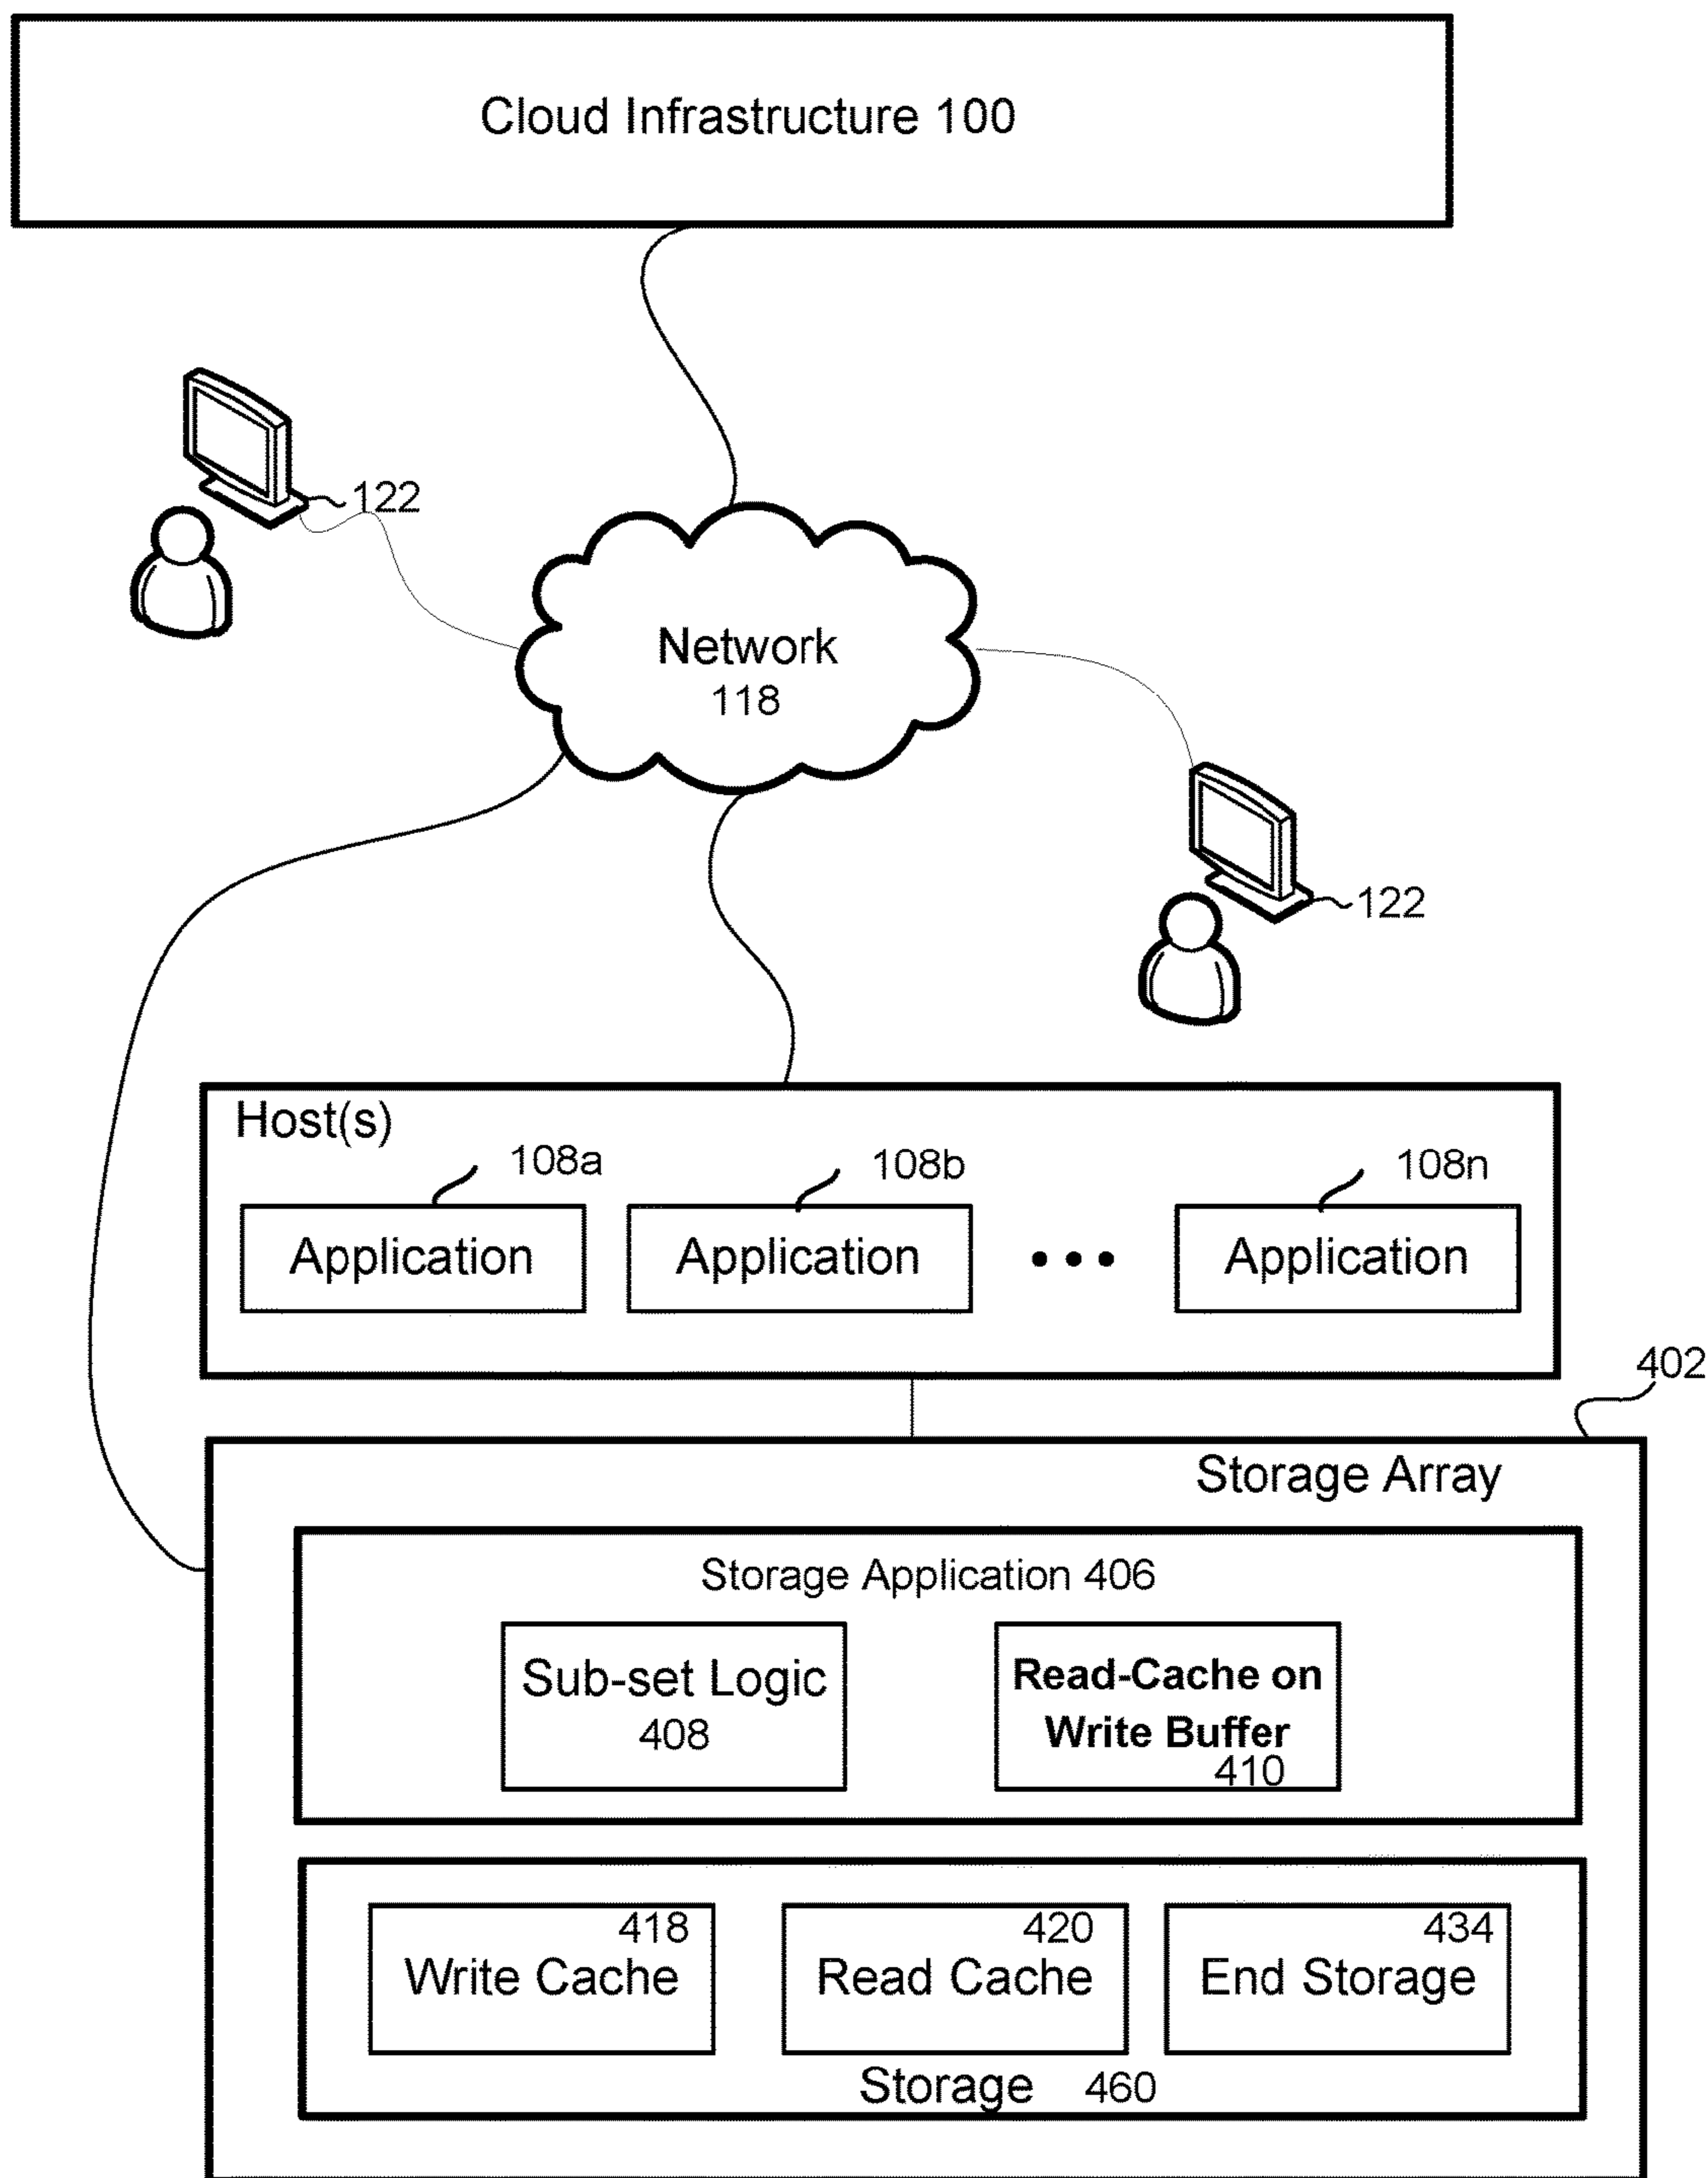 Cloud Infrastructure 100
122
Network
118
122
Host(s)
108a
108b
108n
Application
Application
Application
402
Storage Array
Storage Application 406
Sub-set Logic
408
Read-Cache on
Write Buffer
410
418
Write Cache
420
Read Cache
434
End Storage
Storage 460